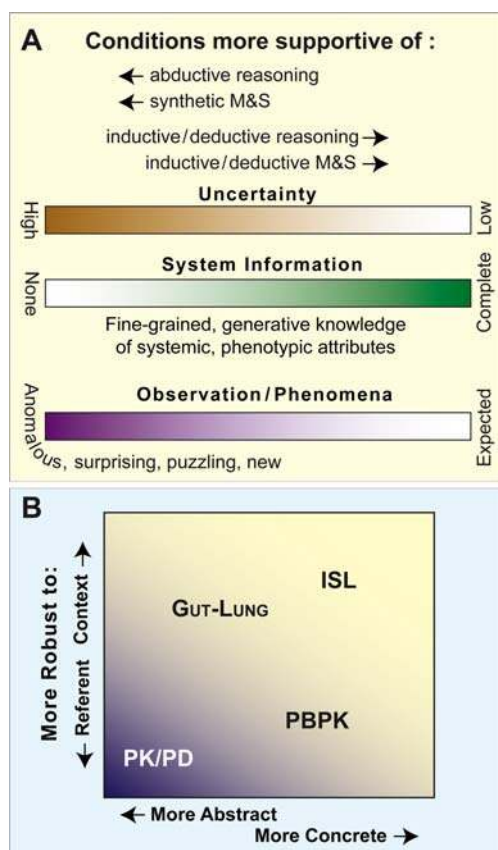 A
Conditions more supportive of :
← abductive reasoning
← synthetic M&S
inductive/deductive reasoning →
inductive/deductive M&S →
Uncertainty
High
Low
System Information
None
Complete
Fine-grained, generative knowledge
of systemic, phenotypic attributes
Observation/Phenomena
Anomalous, surprising, puzzling, new
Expected
B
More Robust to:
← Referent Context →
ISL
GUT-LUNG
PBPK
PK/PD
← More Abstract
More Concrete →